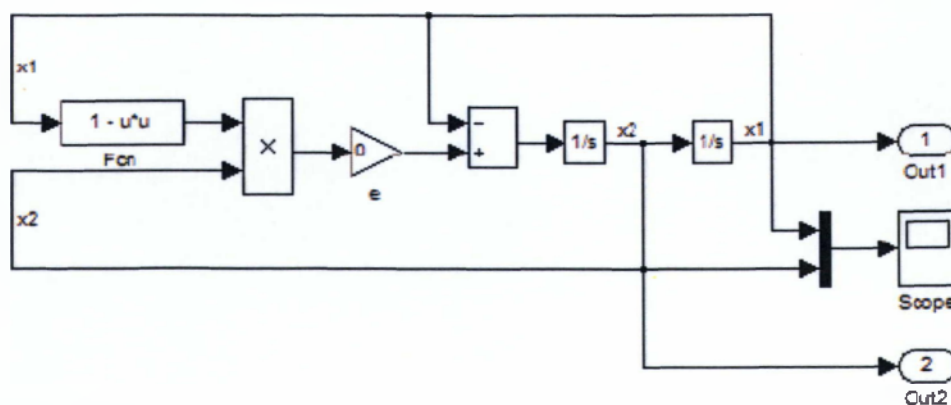 x1
1 - u*u
Fcn
x2
×
0
e
−
+
1/s
x2
1/s
x1
1
Out1
Scope
2
Out2